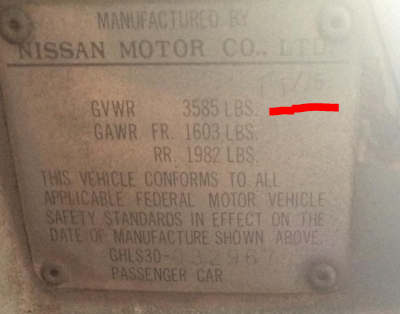 MANUFACTURED BY
NISSAN MOTOR CO., LTD.
GVWR 3585 LBS.
GAWR FR. 1603 LBS.
RR. 1982 LBS.
THIS VEHICLE CONFORMS TO ALL
APPLICABLE FEDERAL MOTOR VEHICLE
SAFETY STANDARDS IN EFFECT ON THE
DATE OF MANUFACTURE SHOWN ABOVE.
GHLS30-032967
PASSENGER CAR